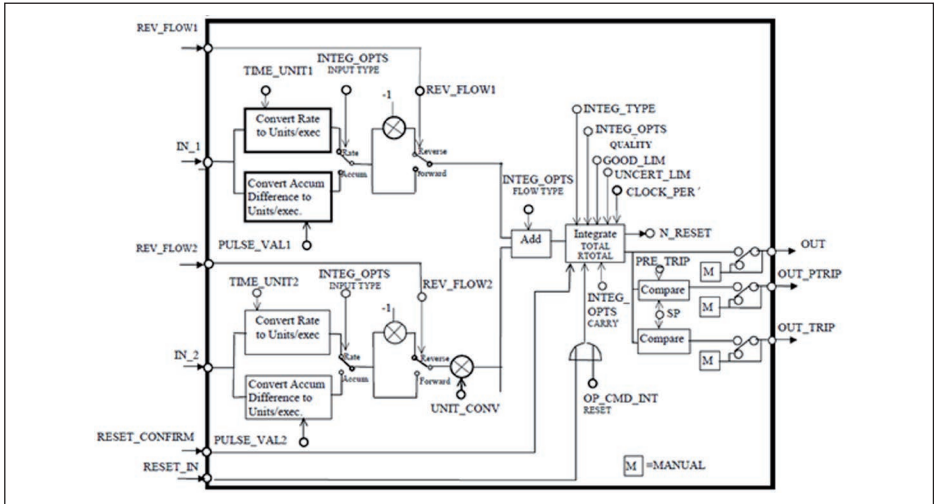 REV_FLOW1
TIME_UNIT1
INTEG_OPTS
INPUT TYPE
-1
REV_FLOW1
Convert Rate
to Units/exec
IN_1
Rate
Accum.
Reverse
Forward
Convert Accum
Difference to
Units/exec.
PULSE_VAL1
INTEG_TYPE
INTEG_OPTS
QUALITY
GOOD_LIM
UNCERT_LIM
CLOCK_PER
INTEG_OPTS
FLOW TYPE
Add
Integrate
TOTAL
RTOTAL
N_RESET
REV_FLOW2
TIME_UNIT2
INTEG_OPTS
INPUT TYPE
-1
REV_FLOW2
Convert Rate
to Units/exec
IN_2
Rate
Accum.
Reverse
Forward
Convert Accum
Difference to
Units/exec.
PULSE_VAL2
UNIT_CONV
INTEG_
OPTS
CARRY
PRE_TRIP
Compare
SP
Compare
M
OUT
M
OUT_PTRIP
M
OUT_TRIP
OP_CMD_INT
RESET
RESET_CONFIRM
RESET_IN
M =MANUAL